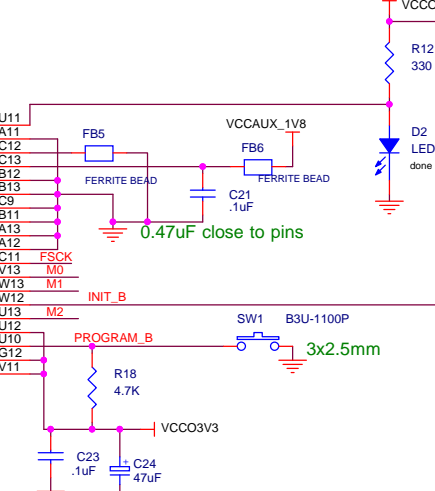 VCCO
R12
330
U11
A11
C12
C13
B12
B13
C9
B11
A13
A12
C11
V13
W13
W12
U13
U12
U10
G12
V11
FB5
FERRITE BEAD
VCCAUX_1V8
FB6
FERRITE BEAD
C21
.1uF
D2
LED
done
0.47uF close to pins
FSCK
M0
M1
INIT_B
M2
PROGRAM_B
SW1
B3U-1100P
3x2.5mm
R18
4.7K
VCCO3V3
C23
.1uF
+
C24
47uF